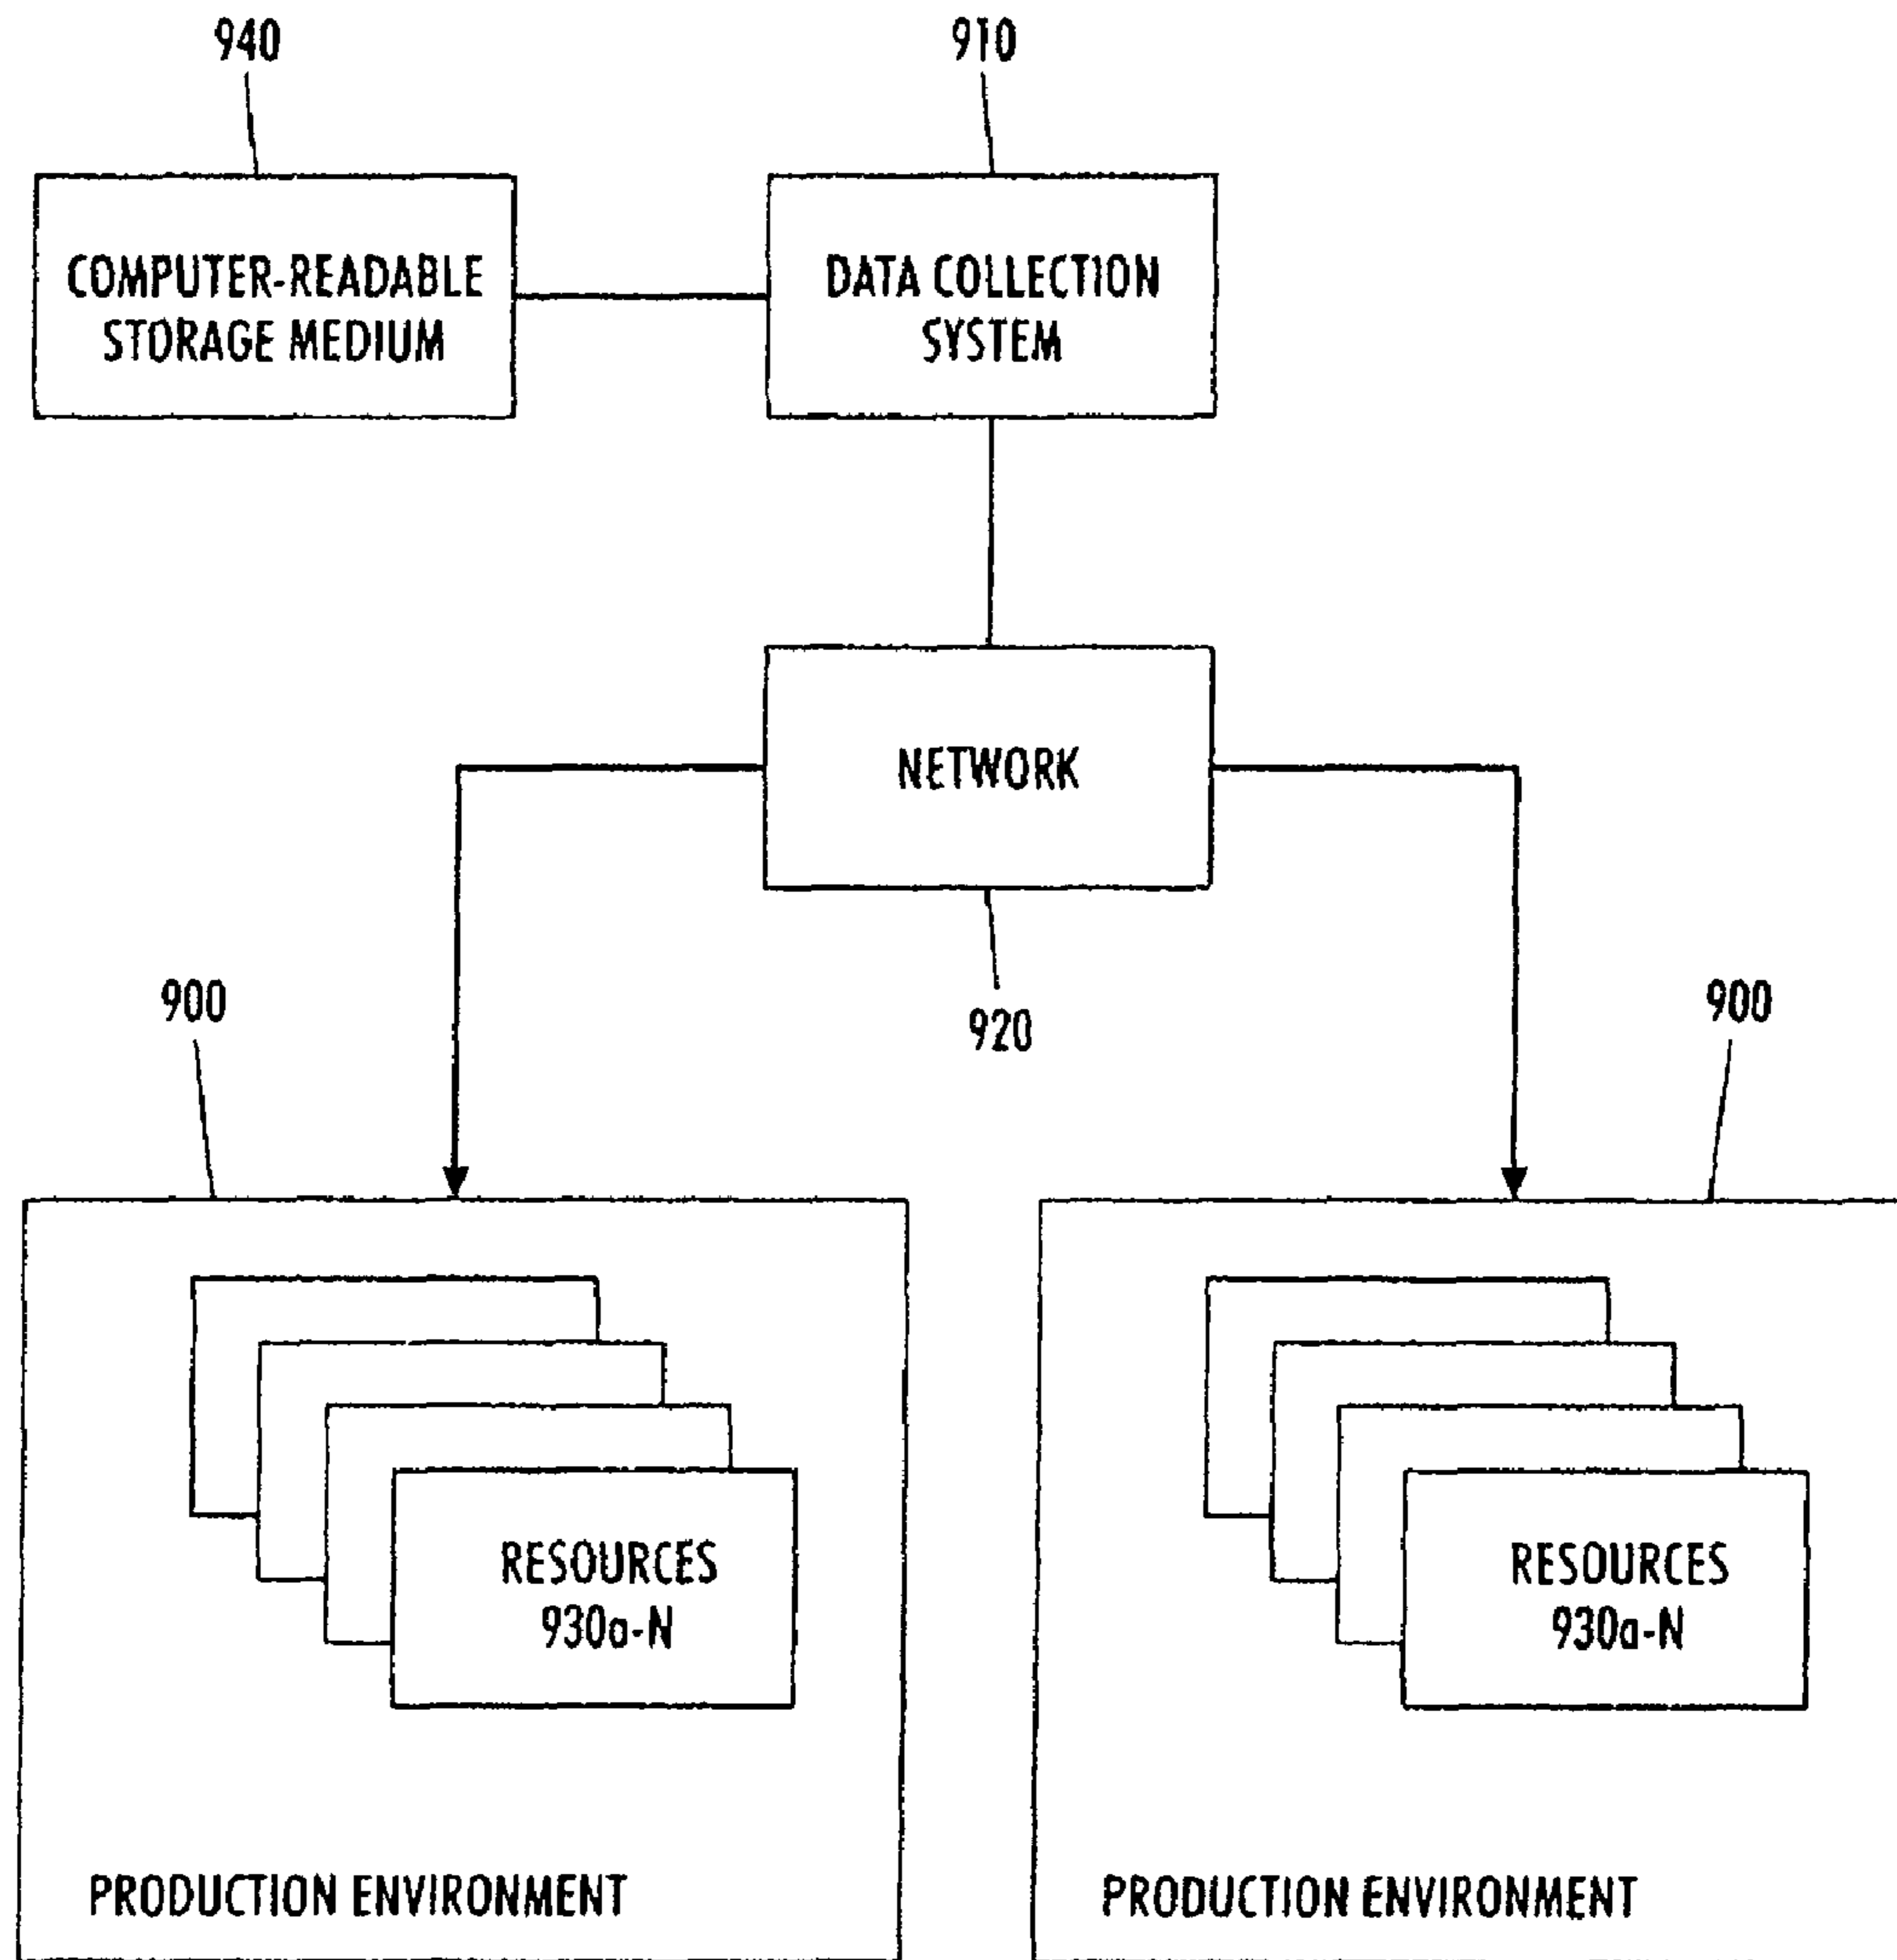 940
910
COMPUTER-READABLE
STORAGE MEDIUM
DATA COLLECTION
SYSTEM
NETWORK
920
900
900
RESOURCES
930a-N
RESOURCES
930a-N
PRODUCTION ENVIRONMENT
PRODUCTION ENVIRONMENT